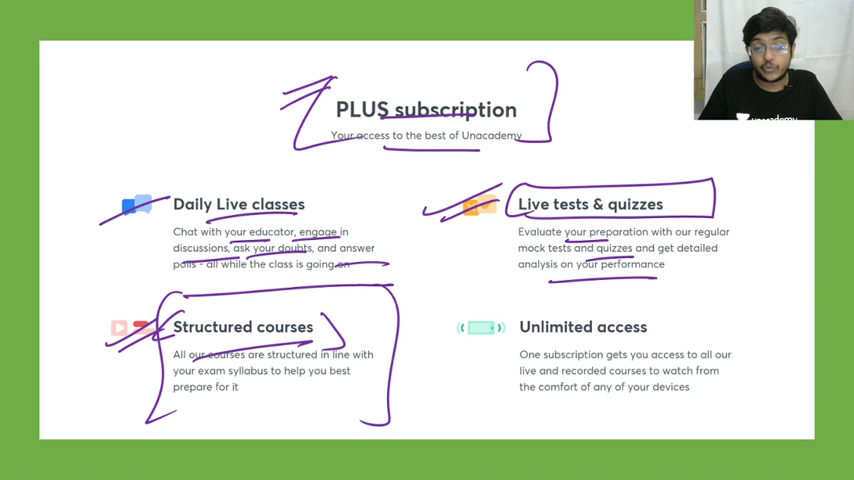 unacademy
PLUS subscription
Your access to the best of Unacademy
Daily Live classes
Chat with your educator, engage in
discussions, ask your doubts, and answer
polls - all while the class is going on
Live tests & quizzes
Evaluate your preparation with our regular
mock tests and quizzes and get detailed
analysis on your performance
Structured courses
All our courses are structured in line with
your exam syllabus to help you best
prepare for it
Unlimited access
One subscription gets you access to all our
live and recorded courses to watch from
the comfort of any of your devices